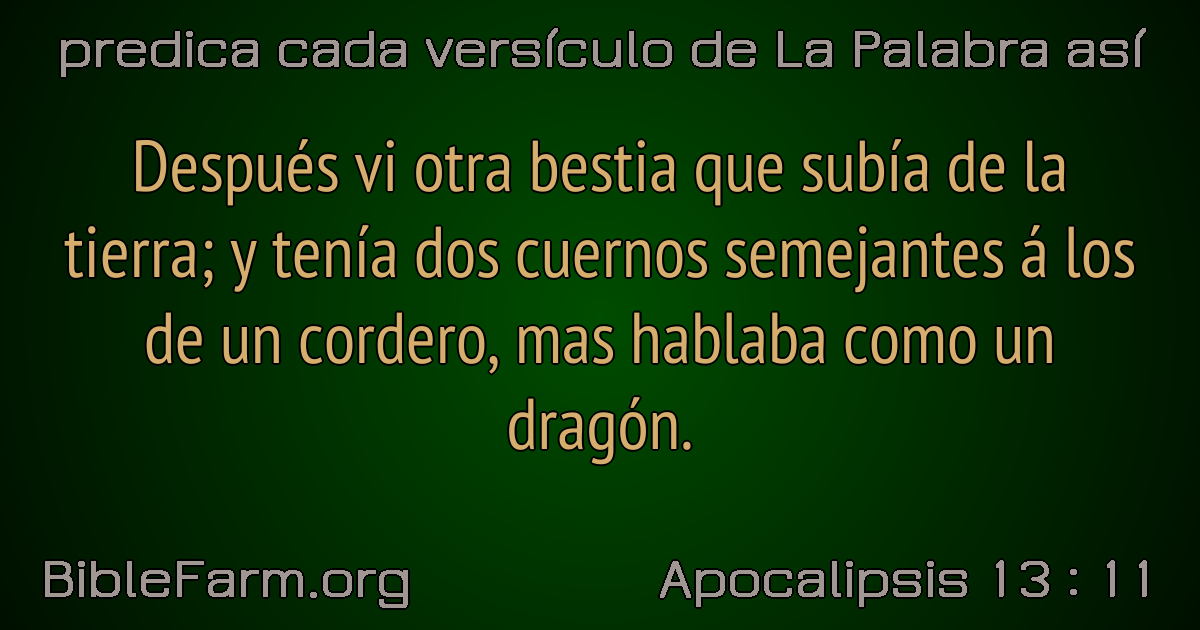 predica cada versículo de La Palabra así
Después vi otra bestia que subía de la
tierra; y tenía dos cuernos semejantes á los
de un cordero, mas hablaba como un
dragón.
BibleFarm.org
Apocalipsis 13 : 11